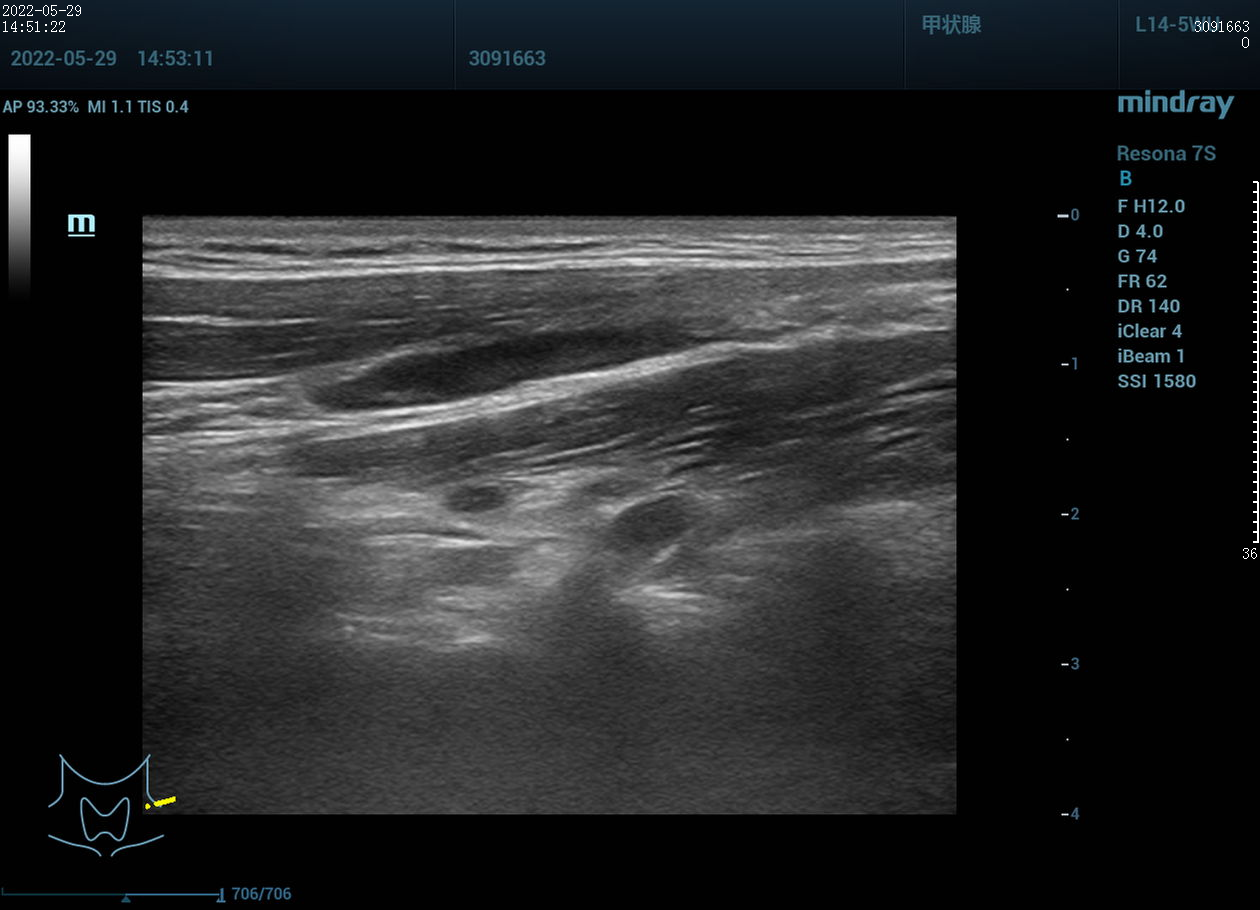 2022-05-29
14:51:22
甲状腺
3091663
0
2022-05-29 14:53:11
3091663
AP 93.33% MI 1.1 TIS 0.4
mindray
Resona 7S
B
F H12.0
D 4.0
G 74
FR 62
DR 140
iClear 4
iBeam 1
SSI 1580
m
0
1
2
3
4
36
706/706